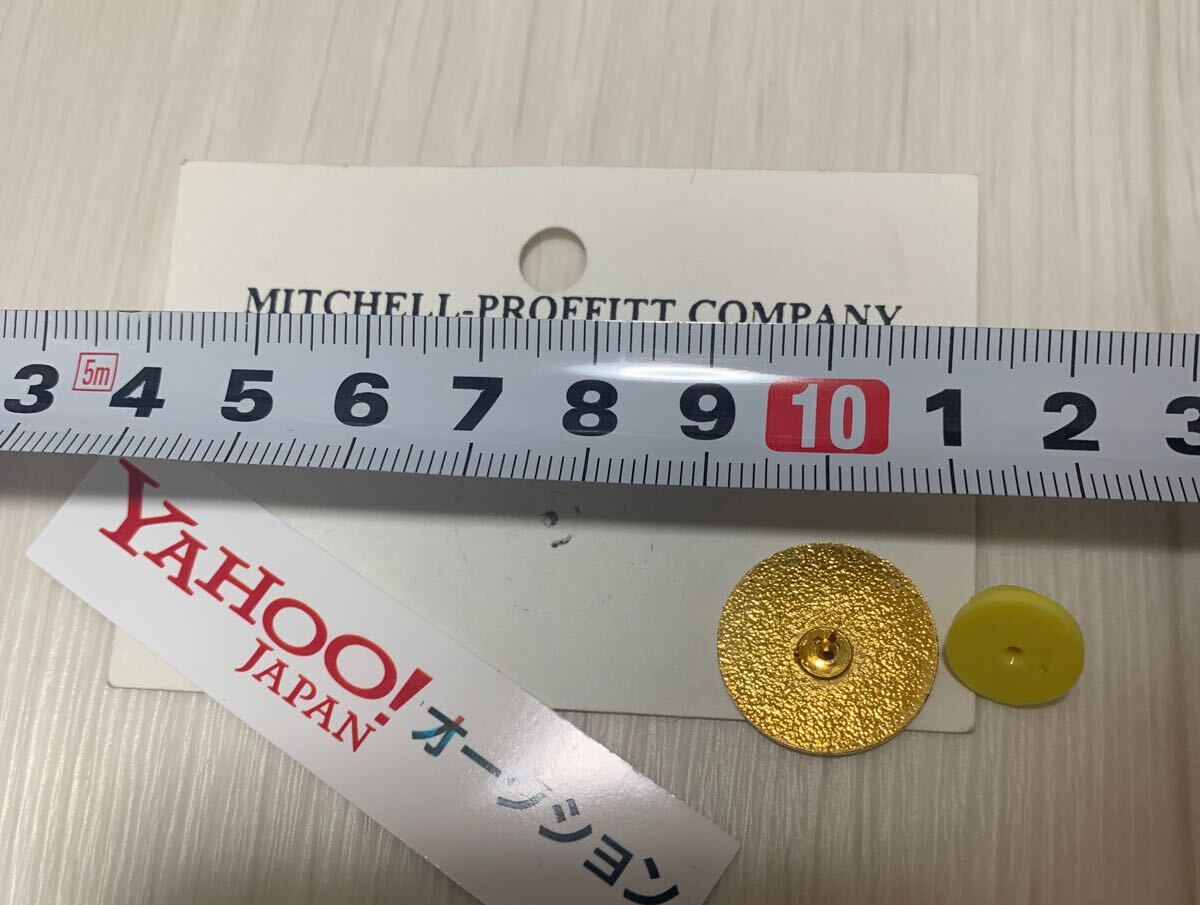 MITCHELL-PROFFITT COMPANY
3 5m 4 5 6 7 8 9 10 1 2 3
YAHOO!
JAPAN
オークション